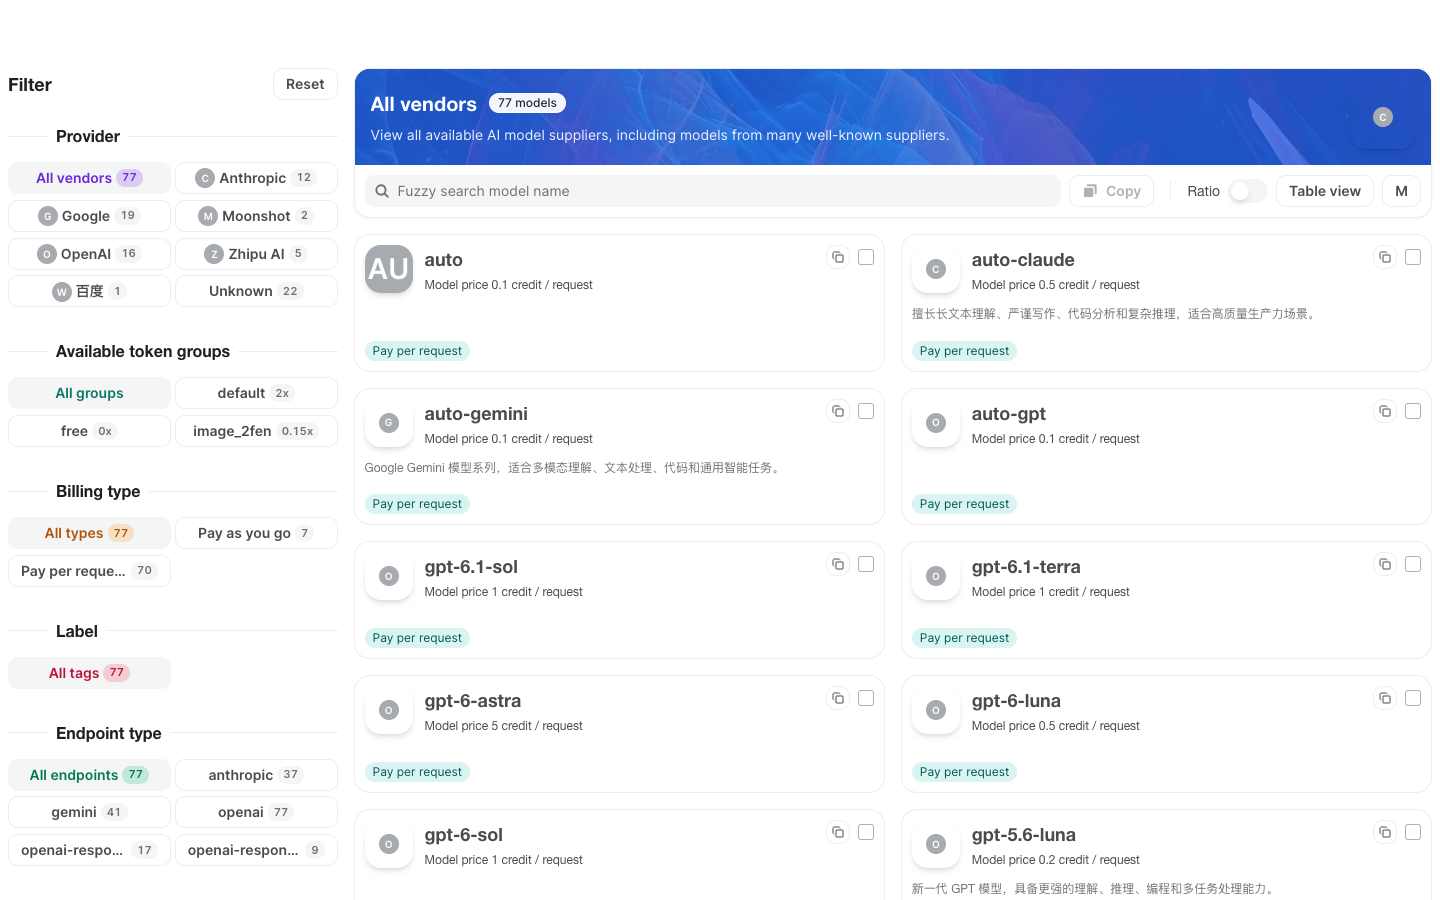 Filter
Reset
Provider
All vendors 77
C Anthropic 12
G Google 19
M Moonshot 2
O OpenAI 16
Z Zhipu AI 5
W 百度 1
Unknown 22
Available token groups
All groups
default 2x
free 0x
image_2fen 0.15x
Billing type
All types 77
Pay as you go 7
Pay per reque... 70
Label
All tags 77
Endpoint type
All endpoints 77
anthropic 37
gemini 41
openai 77
openai-respo... 17
openai-respon... 9
All vendors 77 models
View all available AI model suppliers, including models from many well-known suppliers.
C
Fuzzy search model name
Copy
Ratio
Table view
M
AU
auto
Model price 0.1 credit / request
Pay per request
C
auto-claude
Model price 0.5 credit / request
擅长长文本理解、严谨写作、代码分析和复杂推理，适合高质量生产力场景。
Pay per request
G
auto-gemini
Model price 0.1 credit / request
Google Gemini 模型系列，适合多模态理解、文本处理、代码和通用智能任务。
Pay per request
O
auto-gpt
Model price 0.1 credit / request
Pay per request
O
gpt-6.1-sol
Model price 1 credit / request
Pay per request
O
gpt-6.1-terra
Model price 1 credit / request
Pay per request
O
gpt-6-astra
Model price 5 credit / request
Pay per request
O
gpt-6-luna
Model price 0.5 credit / request
Pay per request
O
gpt-6-sol
Model price 1 credit / request
O
gpt-5.6-luna
Model price 0.2 credit / request
新一代 GPT 模型，具备更强的理解、推理、编程和多任务处理能力。